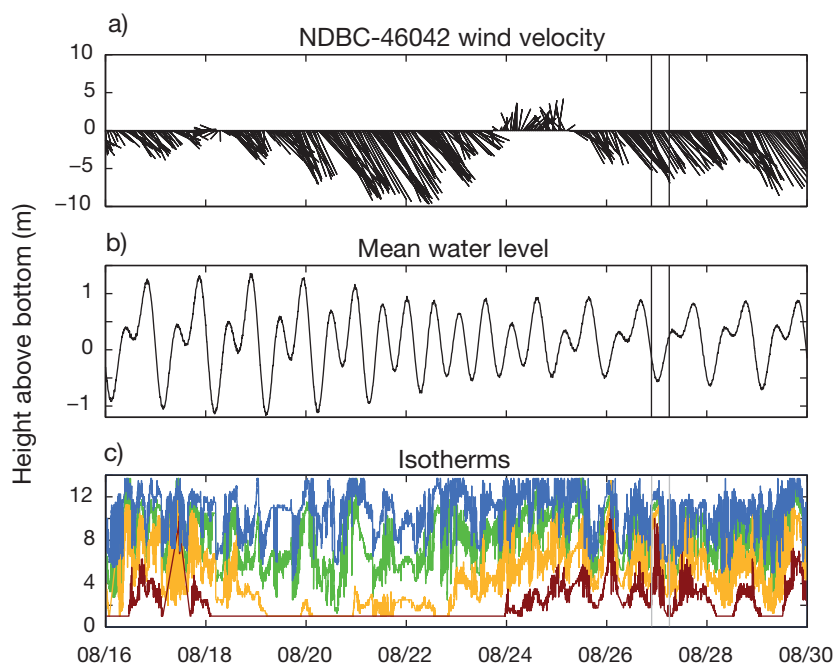 a)
NDBC-46042 wind velocity
10
5
0
−5
−10
b)
Mean water level
1
0
−1
c)
Isotherms
12
8
4
0
08/16 08/18 08/20 08/22 08/24 08/26 08/28 08/30
Height above bottom (m)